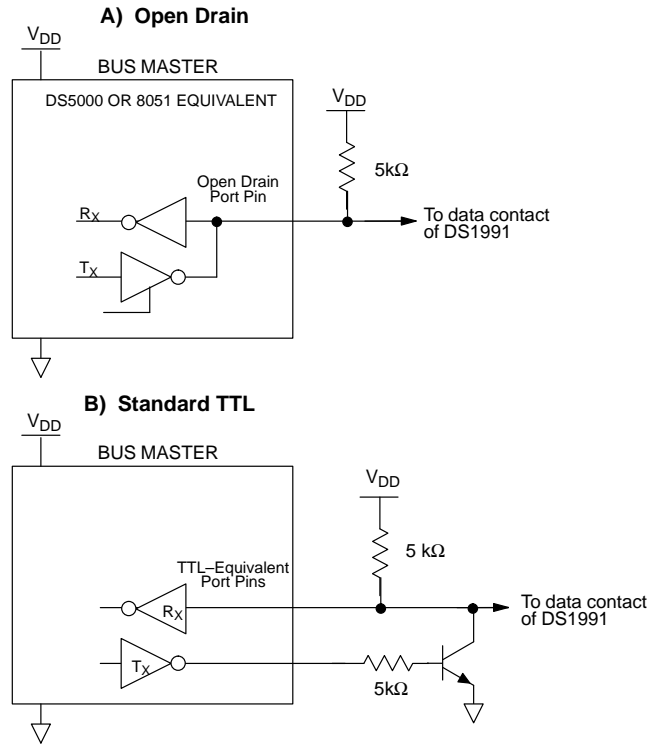 A) Open Drain
VDD
BUS MASTER
DS5000 OR 8051 EQUIVALENT
VDD
5kΩ
Open Drain
Port Pin
RX
To data contact
of DS1991
TX
B) Standard TTL
VDD
BUS MASTER
VDD
5 kΩ
TTL–Equivalent
Port Pins
RX
To data contact
of DS1991
TX
5kΩ